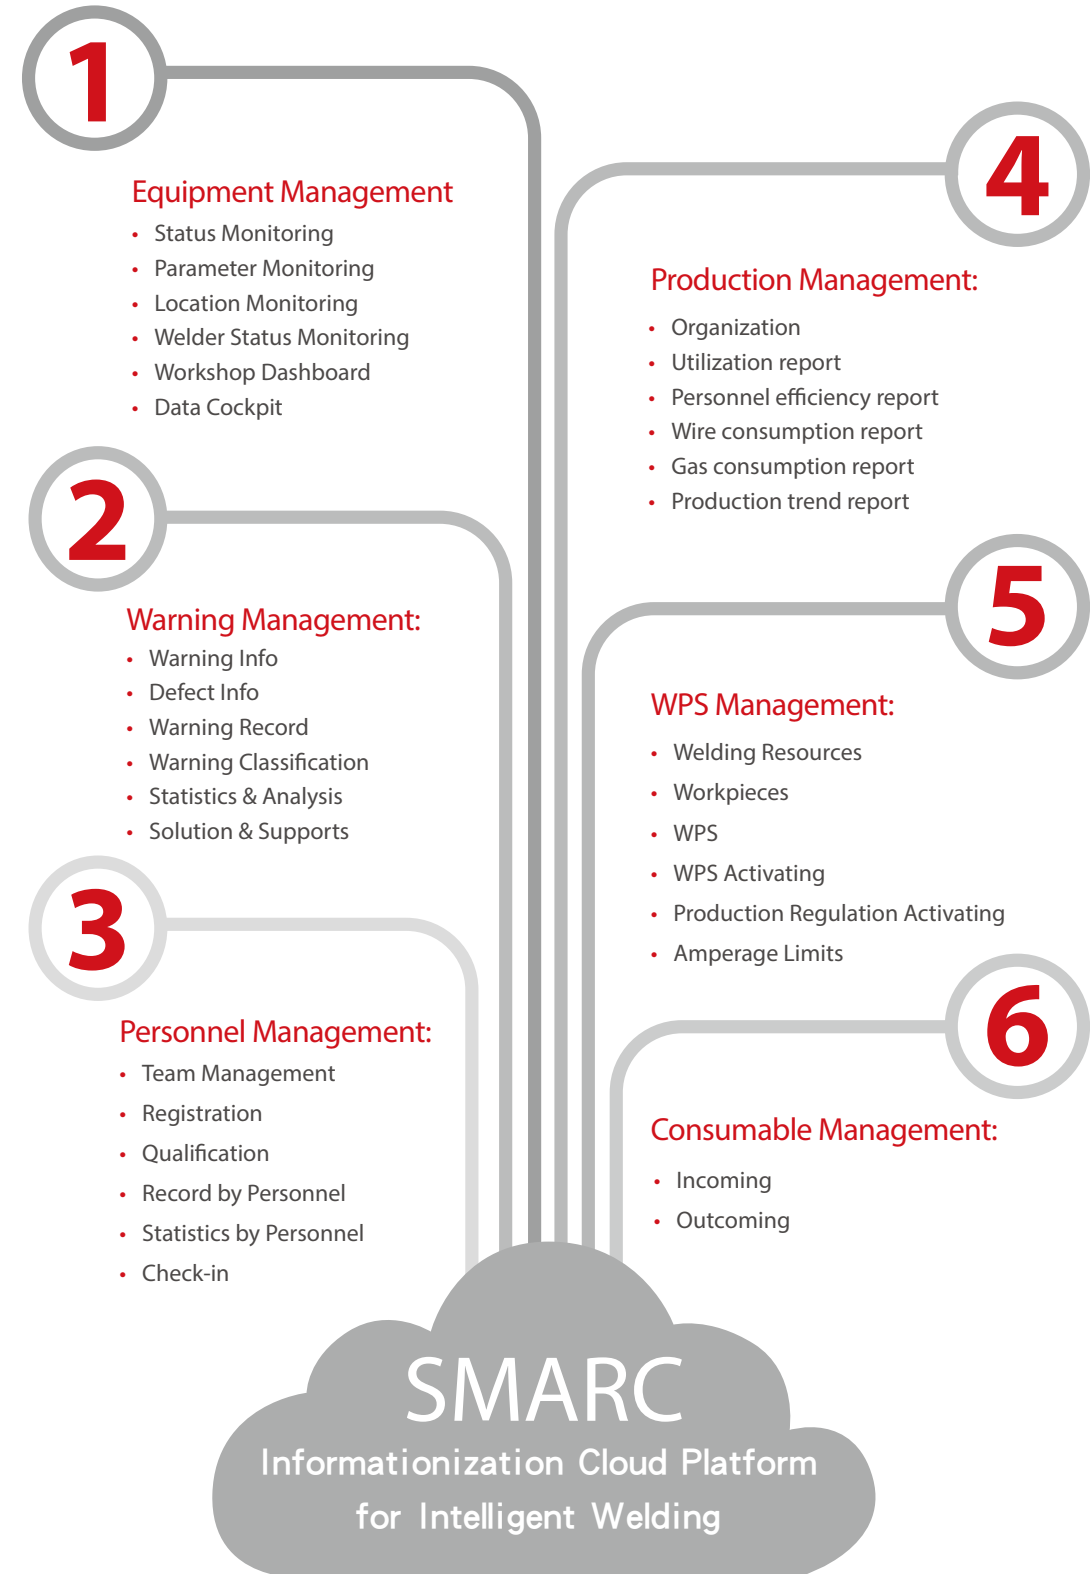 1
Equipment Management
• Status Monitoring
• Parameter Monitoring
• Location Monitoring
• Welder Status Monitoring
• Workshop Dashboard
• Data Cockpit
2
Warning Management:
• Warning Info
• Defect Info
• Warning Record
• Warning Classification
• Statistics & Analysis
• Solution & Supports
3
Personnel Management:
• Team Management
• Registration
• Qualification
• Record by Personnel
• Statistics by Personnel
• Check-in
4
Production Management:
• Organization
• Utilization report
• Personnel efficiency report
• Wire consumption report
• Gas consumption report
• Production trend report
5
WPS Management:
• Welding Resources
• Workpieces
• WPS
• WPS Activating
• Production Regulation Activating
• Amperage Limits
6
Consumable Management:
• Incoming
• Outcoming
SMARC
Informationization Cloud Platform
for Intelligent Welding